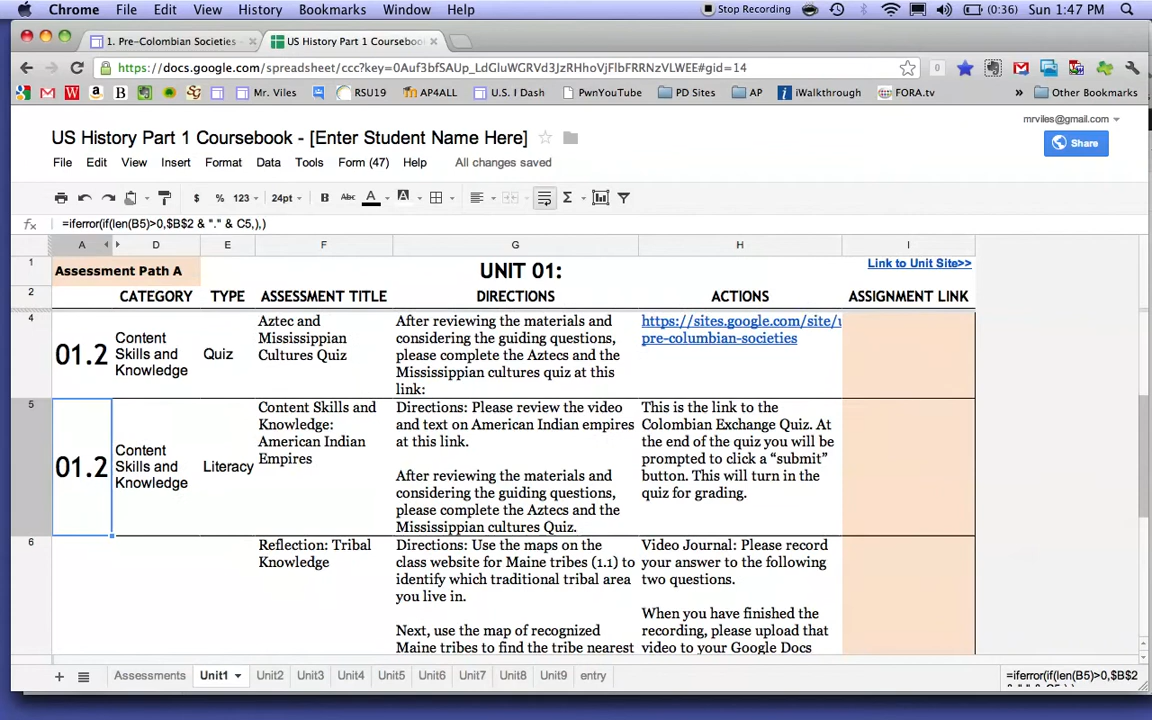 Chrome File Edit View History Bookmarks Window Help Stop Recording (0:36) Sun 1:47 PM
1. Pre-Colombian Societies US History Part 1 Coursebook
https://docs.google.com/spreadsheet/ccc?key=0Auf3bfSAUp_LdGluWGRVd3JzRHhoVjFlbFRRNzVLWEE#gid=14
Mr. Viles RSU19 AP4ALL U.S. I Dash PwnYouTube PD Sites AP iWalkthrough FORA.tv » Other Bookmarks
mrviles@gmail.com
US History Part 1 Coursebook - [Enter Student Name Here]
Share
File Edit View Insert Format Data Tools Form (47) Help All changes saved
$ % 123 24pt B Abc A A Σ
fx =iferror(if(len(B5)>0,$B$2 & "." & C5,),)
A D E F G H I
1 Assessment Path A UNIT 01: Link to Unit Site>>
2 CATEGORY TYPE ASSESSMENT TITLE DIRECTIONS ACTIONS ASSIGNMENT LINK
4
01.2
Content
Skills and
Knowledge
Quiz
Aztec and
Mississippian
Cultures Quiz
After reviewing the materials and
considering the guiding questions,
please complete the Aztecs and the
Mississippian cultures quiz at this
link:
https://sites.google.com/site/u
pre-columbian-societies
5
01.2
Content
Skills and
Knowledge
Literacy
Content Skills and
Knowledge:
American Indian
Empires
Directions: Please review the video
and text on American Indian empires
at this link.
After reviewing the materials and
considering the guiding questions,
please complete the Aztecs and the
Mississippian cultures Quiz.
This is the link to the
Colombian Exchange Quiz. At
the end of the quiz you will be
prompted to click a “submit”
button. This will turn in the
quiz for grading.
6
Reflection: Tribal
Knowledge
Directions: Use the maps on the
class website for Maine tribes (1.1) to
identify which traditional tribal area
you live in.
Next, use the map of recognized
Maine tribes to find the tribe nearest
Video Journal: Please record
your answer to the following
two questions.
When you have finished the
recording, please upload that
video to your Google Docs
+ Assessments Unit1 Unit2 Unit3 Unit4 Unit5 Unit6 Unit7 Unit8 Unit9 entry
=iferror(if(len(B5)>0,$B$2